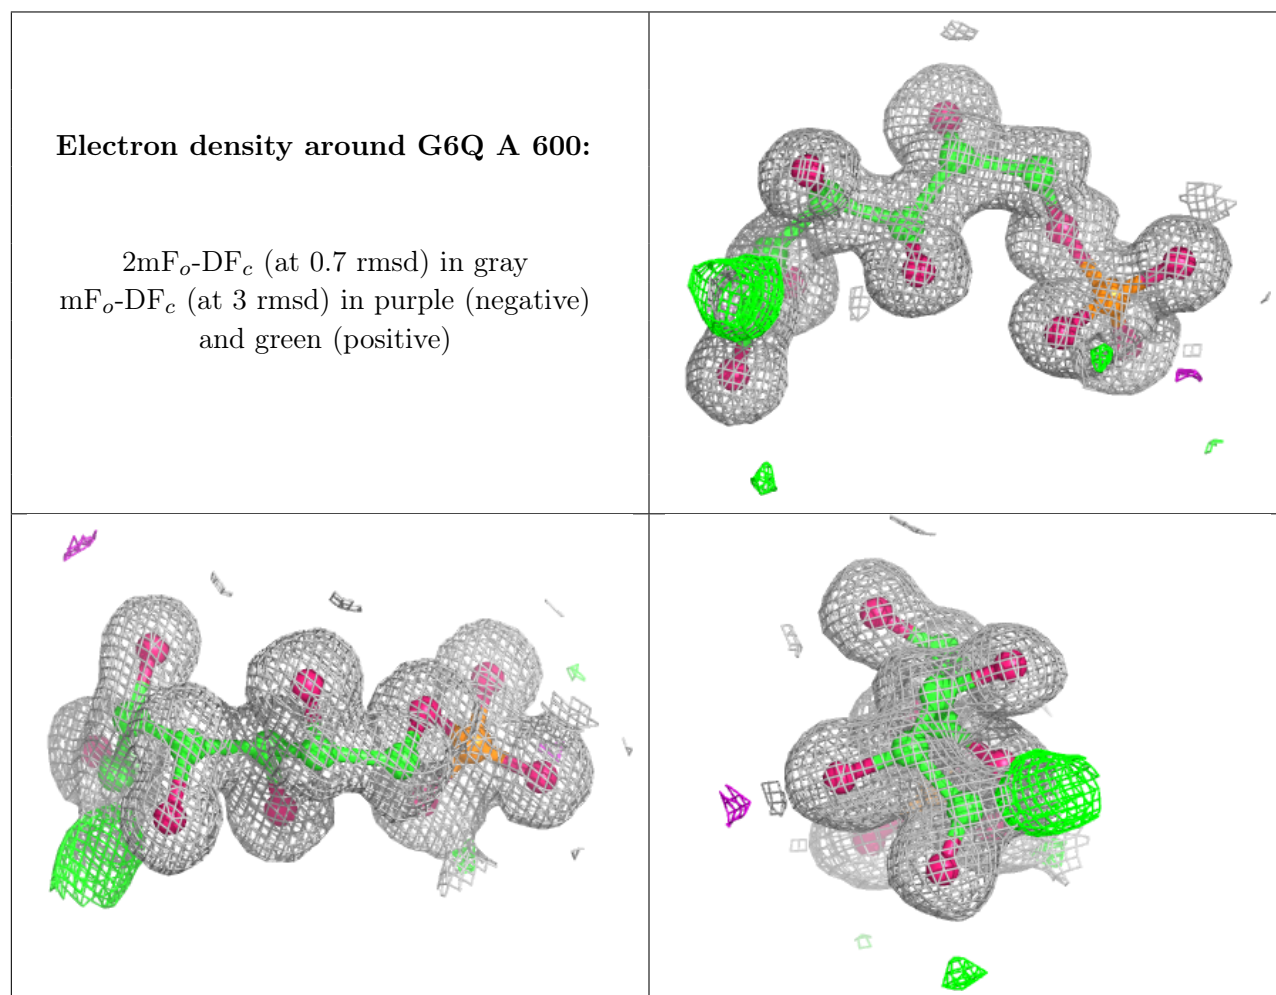 Electron density around G6Q A 600:
2mFo-DFc (at 0.7 rmsd) in gray
mFo-DFc (at 3 rmsd) in purple (negative)
and green (positive)